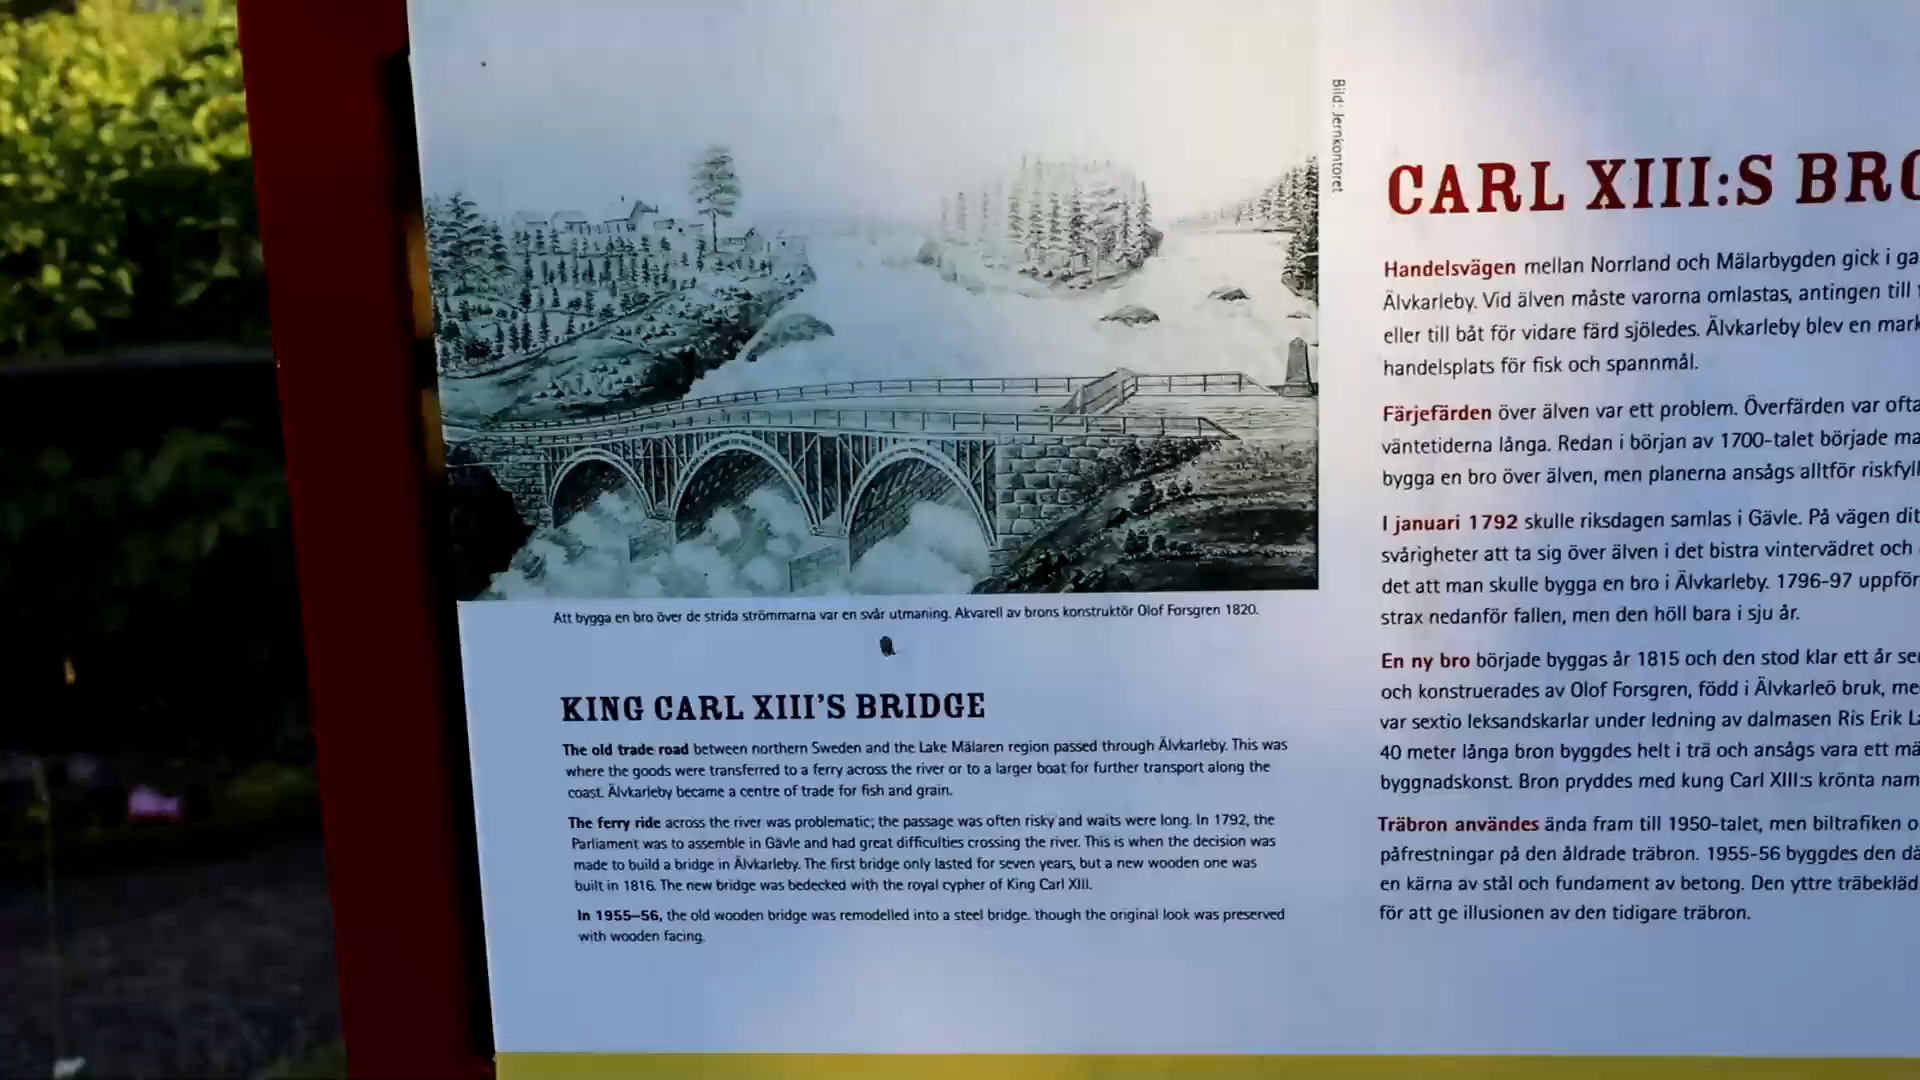 Bild: Jernkontoret
Att bygga en bro över de strida strömmarna var en svår utmaning. Akvarell av brons konstruktör Olof Forsgren 1820.
KING CARL XIII'S BRIDGE
The old trade road between northern Sweden and the Lake Mälaren region passed through Älvkarleby. This was
where the goods were transferred to a ferry across the river or to a larger boat for further transport along the
coast. Älvkarleby became a centre of trade for fish and grain.
The ferry ride across the river was problematic; the passage was often risky and waits were long. In 1792, the
Parliament was to assemble in Gävle and had great difficulties crossing the river. This is when the decision was
made to build a bridge in Älvkarleby. The first bridge only lasted for seven years, but a new wooden one was
built in 1816. The new bridge was bedecked with the royal cypher of King Carl XIII.
In 1955–56, the old wooden bridge was remodelled into a steel bridge. though the original look was preserved
with wooden facing.
CARL XIII:S BRO
Handelsvägen mellan Norrland och Mälarbygden gick i ga
Älvkarleby. Vid älven måste varorna omlastas, antingen till
eller till båt för vidare färd sjöledes. Älvkarleby blev en mark
handelsplats för fisk och spannmål.
Färjefärden över älven var ett problem. Överfärden var ofta
väntetiderna långa. Redan i början av 1700-talet började ma
bygga en bro över älven, men planerna ansågs alltför riskfyll
I januari 1792 skulle riksdagen samlas i Gävle. På vägen dit
svårigheter att ta sig över älven i det bistra vintervädret och
det att man skulle bygga en bro i Älvkarleby. 1796-97 uppför
strax nedanför fallen, men den höll bara i sju år.
En ny bro började byggas år 1815 och den stod klar ett år se
och konstruerades av Olof Forsgren, född i Älvkarleö bruk, me
var sextio leksandskarlar under ledning av dalmasen Ris Erik La
40 meter långa bron byggdes helt i trä och ansågs vara ett mä
byggnadskonst. Bron pryddes med kung Carl XIII:s krönta nam
Träbron användes ända fram till 1950-talet, men biltrafiken o
påfrestningar på den åldrade träbron. 1955-56 byggdes den dä
en kärna av stål och fundament av betong. Den yttre träbekläd
för att ge illusionen av den tidigare träbron.